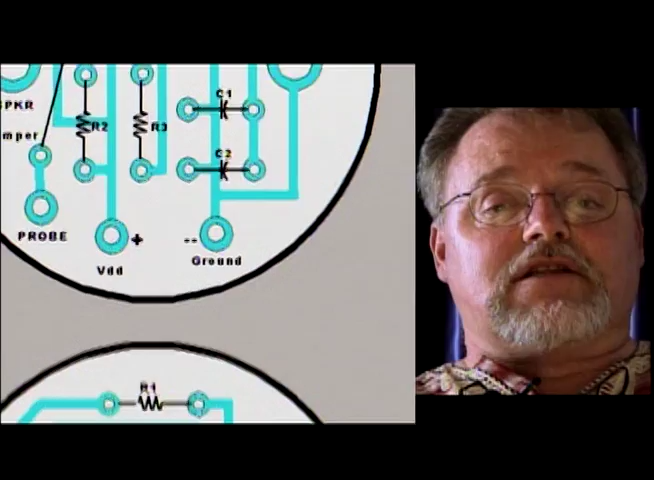 C1
SPKR
R2
R3
mper
C2
PROBE
+
--
Vdd
Ground
R1